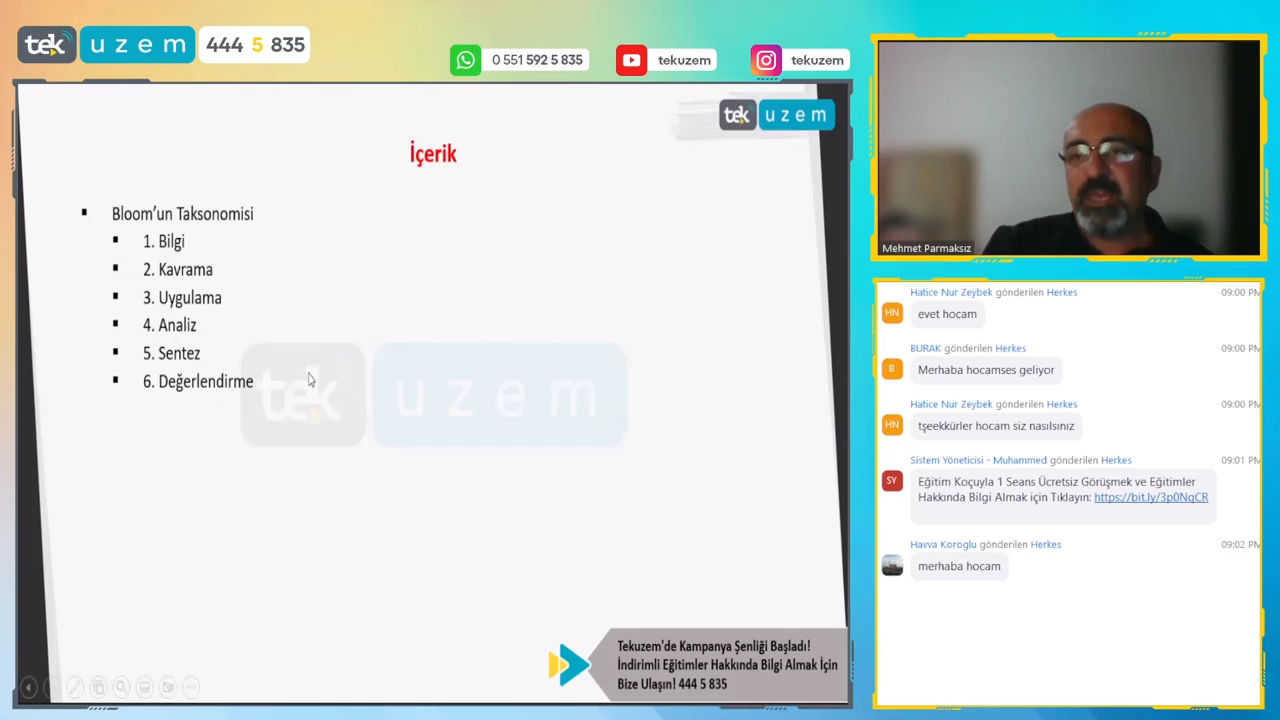 tek uzem 444 5 835
0 551 592 5 835
tekuzem
tekuzem
tek uzem
İçerik
Bloom'un Taksonomisi
1. Bilgi
2. Kavrama
3. Uygulama
4. Analiz
5. Sentez
6. Değerlendirme
tek uzem
Tekuzem'de Kampanya Şenliği Başladı!
İndirimli Eğitimler Hakkında Bilgi Almak İçin
Bize Ulaşın! 444 5 835
Mehmet Parmaksız
Hatice Nur Zeybek gönderilen Herkes 09:00 PM
HN
evet hocam
BURAK gönderilen Herkes 09:00 PM
B
Merhaba hocamses geliyor
Hatice Nur Zeybek gönderilen Herkes 09:00 PM
HN
tşeekkürler hocam siz nasılsınız
Sistem Yöneticisi - Muhammed gönderilen Herkes 09:01 PM
SY
Eğitim Koçuyla 1 Seans Ücretsiz Görüşmek ve Eğitimler
Hakkında Bilgi Almak için Tıklayın: https://bit.ly/3p0NqCR
Havva Koroglu gönderilen Herkes 09:02 PM
merhaba hocam